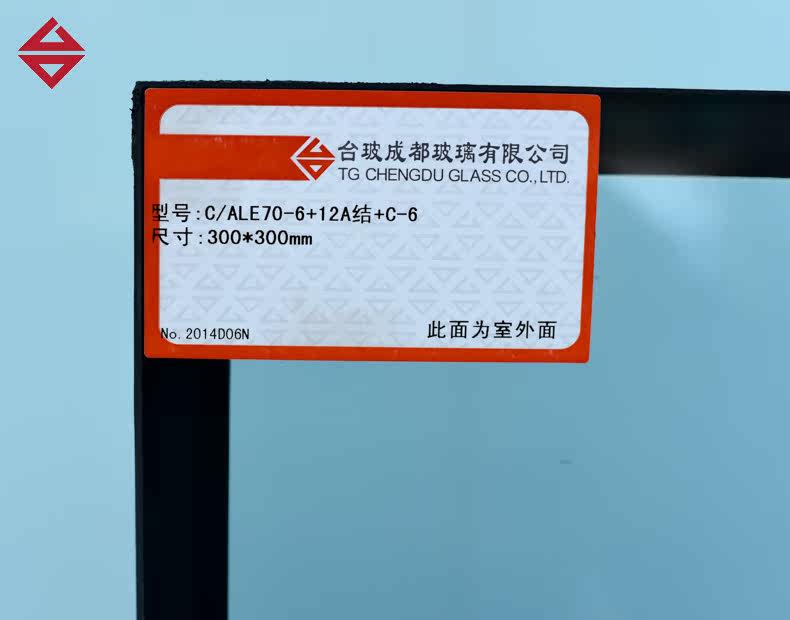 台玻成都玻璃有限公司
TG CHENGDU GLASS CO.,LTD.
型号:C/ALE70-6+12A结+C-6
尺寸:300*300mm
No.2014D06N
此面为室外面